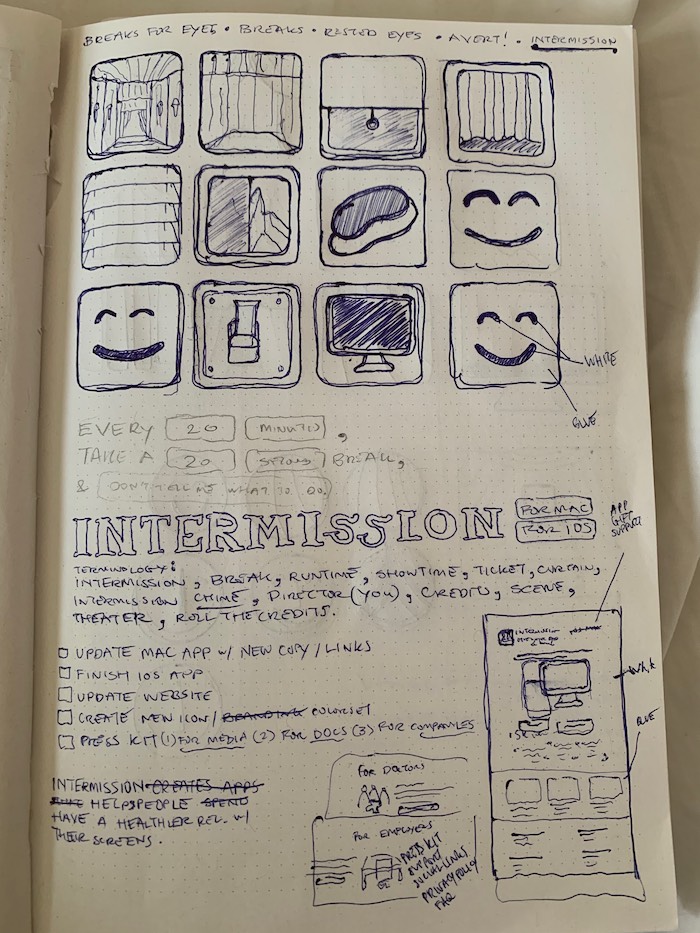 BREAKS FOR EYES • BREAKS • RESTED EYES • AVERT! • INTERMISSION
WHITE
BLUE
EVERY 20 MINUTES,
TAKE A 20 SECOND BREAK,
& DON'T TELL ME WHAT TO DO.
INTERMISSION FOR MAC
FOR IOS
APP
GIFT
SUPPORT
TERMINOLOGY:
INTERMISSION, BREAK, RUNTIME, SHOWTIME, TICKET, CURTAIN,
INTERMISSION CHIME, DIRECTOR (YOU), CREDITS, SCENE,
THEATER, ROLL THE CREDITS.
UPDATE MAC APP W/ NEW COPY / LINKS
FINISH IOS APP
UPDATE WEBSITE
CREATE NEW ICON / BRANDING COLORSET
PRESS KIT (1) FOR MEDIA (2) FOR DOCS (3) FOR COMPANIES
INTERMISSION CREATES APPS
HELPS PEOPLE SPEND
HAVE A HEALTHIER REL. W/
THEIR SCREENS.
FOR DOCTORS
FOR EMPLOYERS
PRESS KIT
SUPPORT
SOCIAL LINKS
PRIVACY POLICY
FAQ
INTERMISSION
BLUE